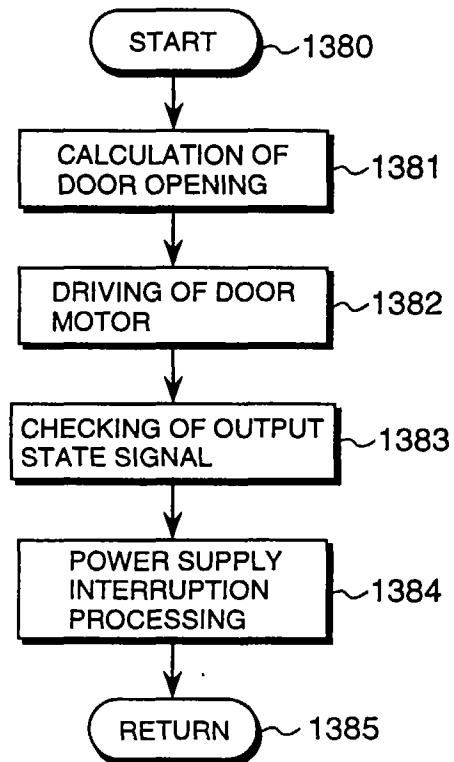 START
1380
CALCULATION OF
DOOR OPENING
1381
DRIVING OF DOOR
MOTOR
1382
CHECKING OF OUTPUT
STATE SIGNAL
1383
POWER SUPPLY
INTERRUPTION
PROCESSING
1384
RETURN
1385